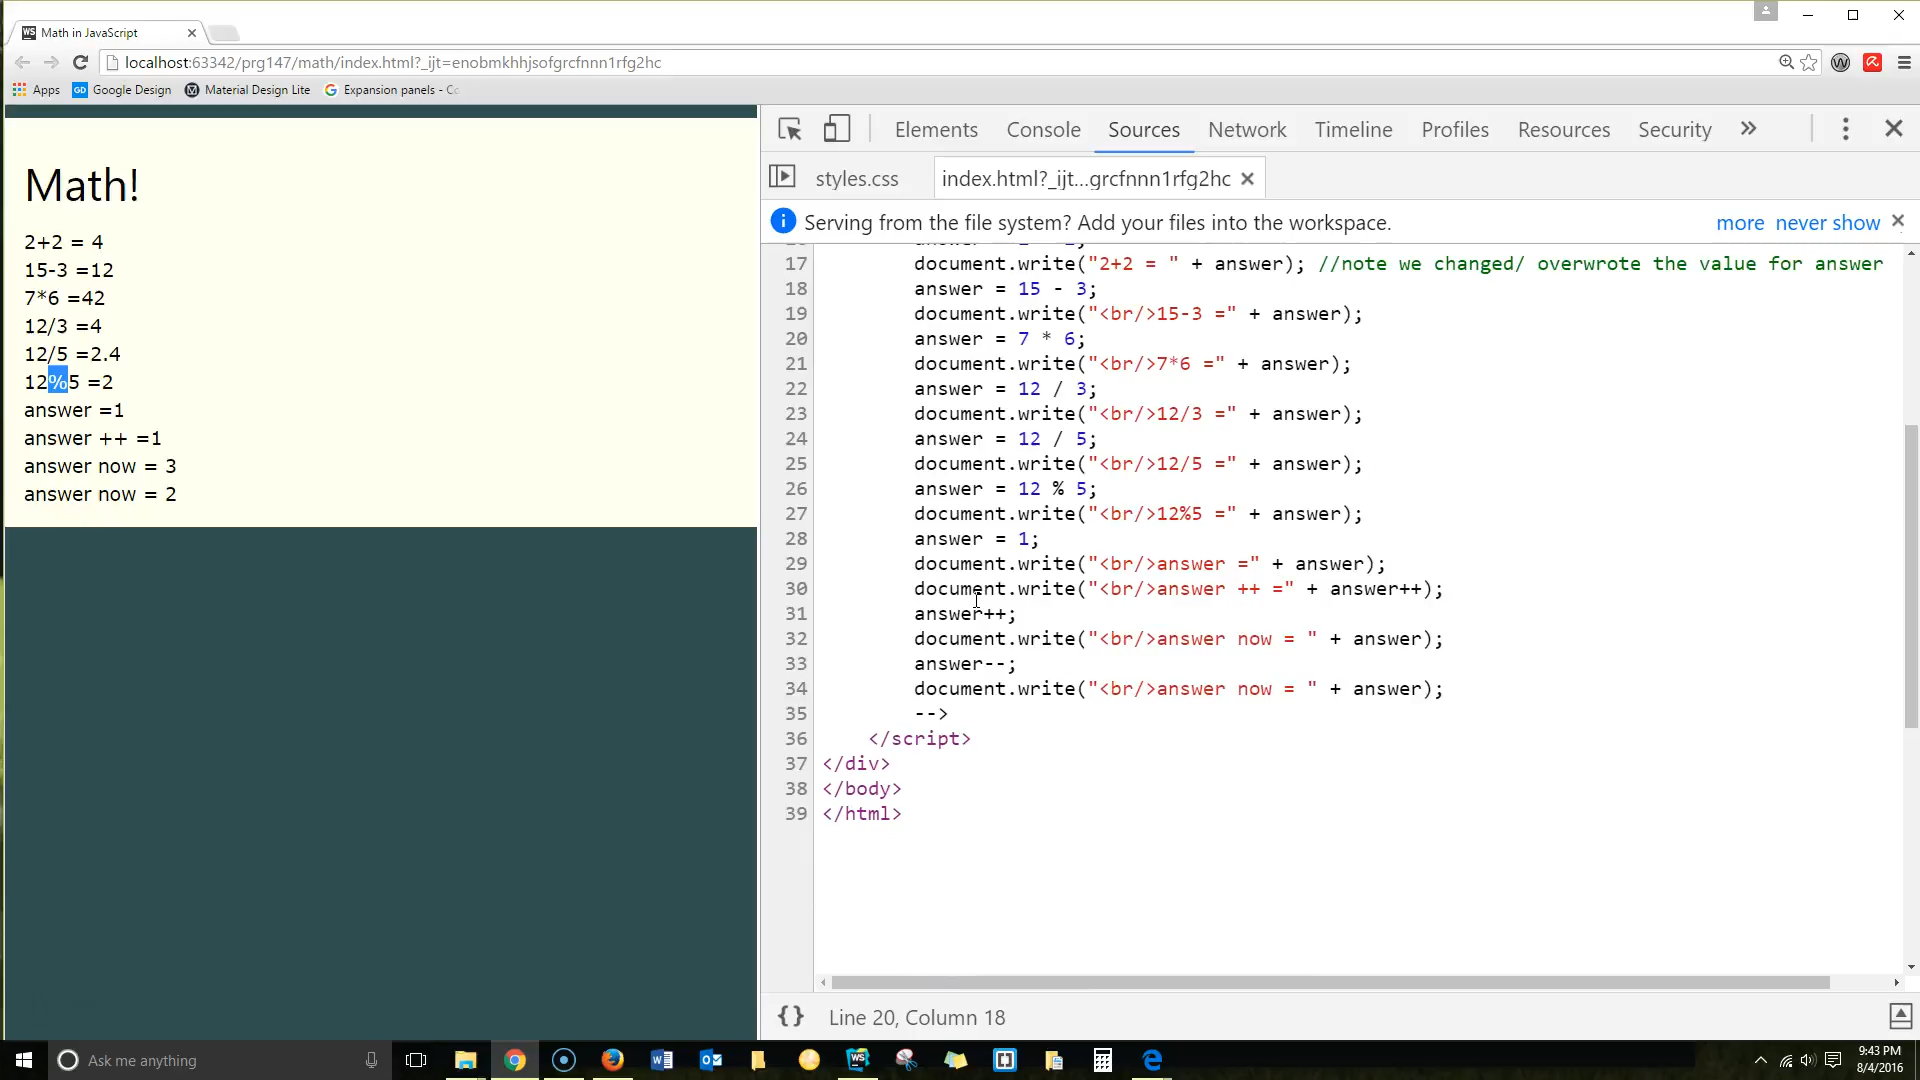 Math in JavaScript
localhost:63342/prg147/math/index.html?_ijt=enobmkhhjsofgrcfnnn1rfg2hc
Apps GD Google Design Material Design Lite Expansion panels - Co
Math!
2+2 = 4
15-3 =12
7*6 =42
12/3 =4
12/5 =2.4
12%5 =2
answer =1
answer ++ =1
answer now = 3
answer now = 2
Elements Console Sources Network Timeline Profiles Resources Security »
styles.css index.html?_ijt...grcfnnn1rfg2hc
Serving from the file system? Add your files into the workspace. more never show
17 document.write("2+2 = " + answer); //note we changed/ overwrote the value for answer
18 answer = 15 - 3;
19 document.write("<br/>15-3 =" + answer);
20 answer = 7 * 6;
21 document.write("<br/>7*6 =" + answer);
22 answer = 12 / 3;
23 document.write("<br/>12/3 =" + answer);
24 answer = 12 / 5;
25 document.write("<br/>12/5 =" + answer);
26 answer = 12 % 5;
27 document.write("<br/>12%5 =" + answer);
28 answer = 1;
29 document.write("<br/>answer =" + answer);
30 document.write("<br/>answer ++ =" + answer++);
31 answer++;
32 document.write("<br/>answer now = " + answer);
33 answer--;
34 document.write("<br/>answer now = " + answer);
35 -->
36 </script>
37 </div>
38 </body>
39 </html>
{} Line 20, Column 18
Ask me anything
9:43 PM
8/4/2016